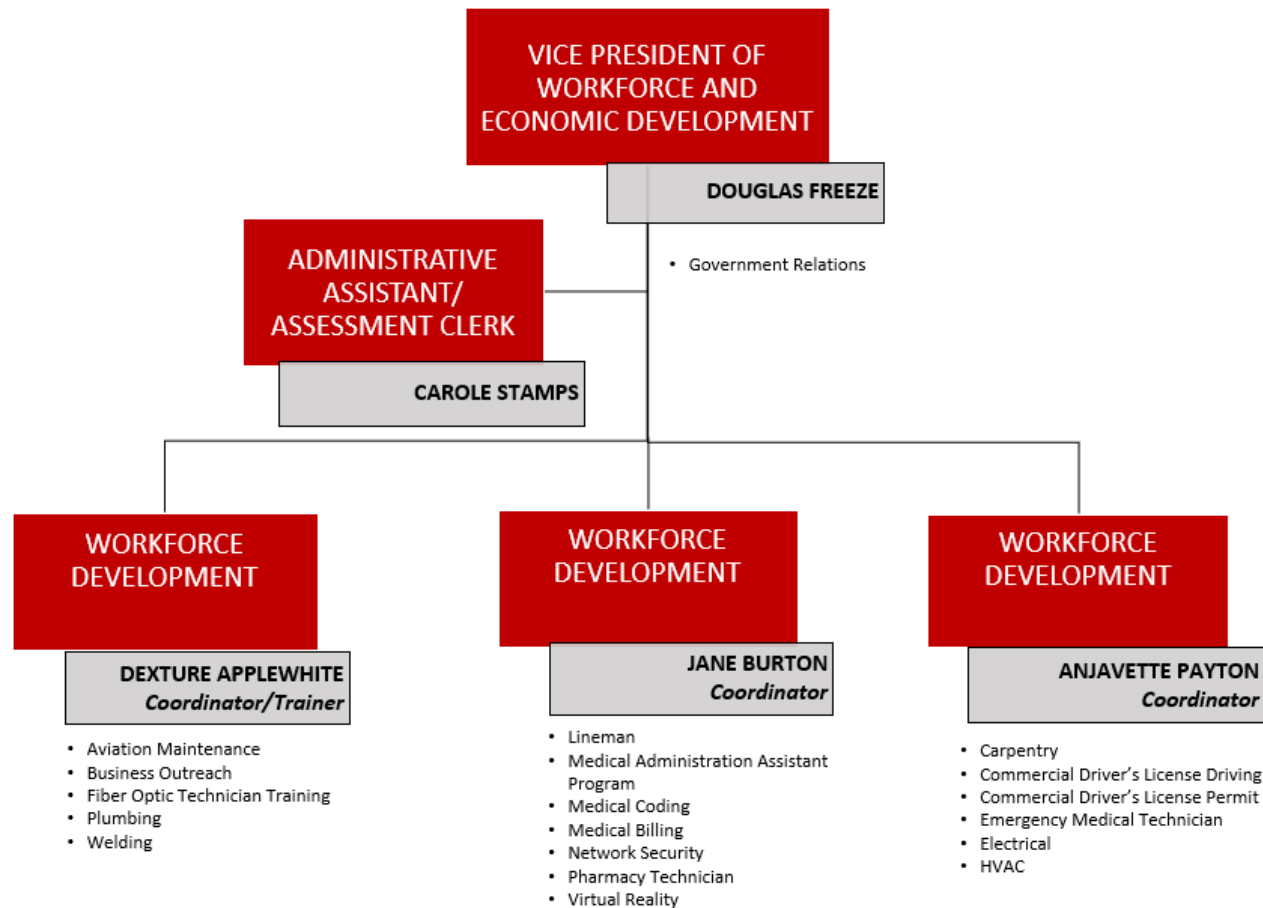 VICE PRESIDENT OF
WORKFORCE AND
ECONOMIC DEVELOPMENT
DOUGLAS FREEZE
• Government Relations
ADMINISTRATIVE
ASSISTANT/
ASSESSMENT CLERK
CAROLE STAMPS
WORKFORCE
DEVELOPMENT
DEXTURE APPLEWHITE
Coordinator/Trainer
• Aviation Maintenance
• Business Outreach
• Fiber Optic Technician Training
• Plumbing
• Welding
WORKFORCE
DEVELOPMENT
JANE BURTON
Coordinator
• Lineman
• Medical Administration Assistant
Program
• Medical Coding
• Medical Billing
• Network Security
• Pharmacy Technician
• Virtual Reality
WORKFORCE
DEVELOPMENT
ANJAVETTE PAYTON
Coordinator
• Carpentry
• Commercial Driver’s License Driving
• Commercial Driver’s License Permit
• Emergency Medical Technician
• Electrical
• HVAC